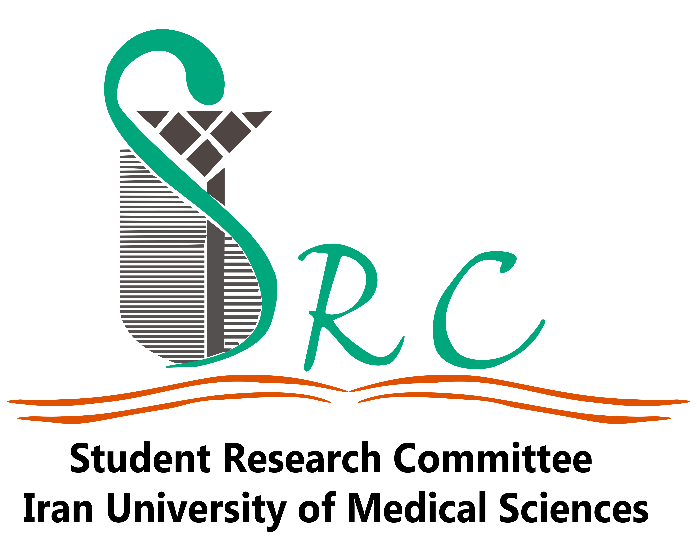 SRC
Student Research Committee
Iran University of Medical Sciences